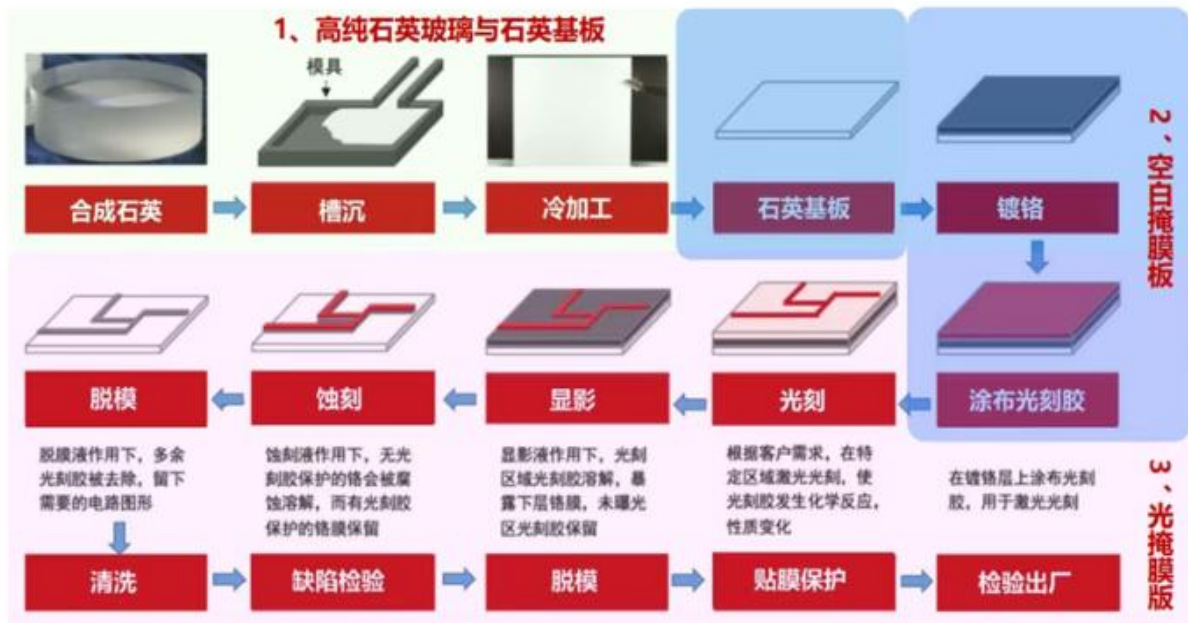 1、高纯石英玻璃与石英基板
模具
合成石英
槽沉
冷加工
石英基板
镀铬
2、空白掩膜板
脱模
蚀刻
显影
光刻
涂布光刻胶
脱膜液作用下，多余
光刻胶被去除，留下
需要的电路图形
蚀刻液作用下，无光
刻胶保护的铬会被腐
蚀溶解，而有光刻胶
保护的铬膜保留
显影液作用下，光刻
区域光刻胶溶解，暴
露下层铬膜，未曝光
区光刻胶保留
根据客户需求，在特
定区域激光光刻，使
光刻胶发生化学反应，
性质变化
在镀铬层上涂布光刻
胶，用于激光光刻
3、光掩膜版
清洗
缺陷检验
脱模
贴膜保护
检验出厂